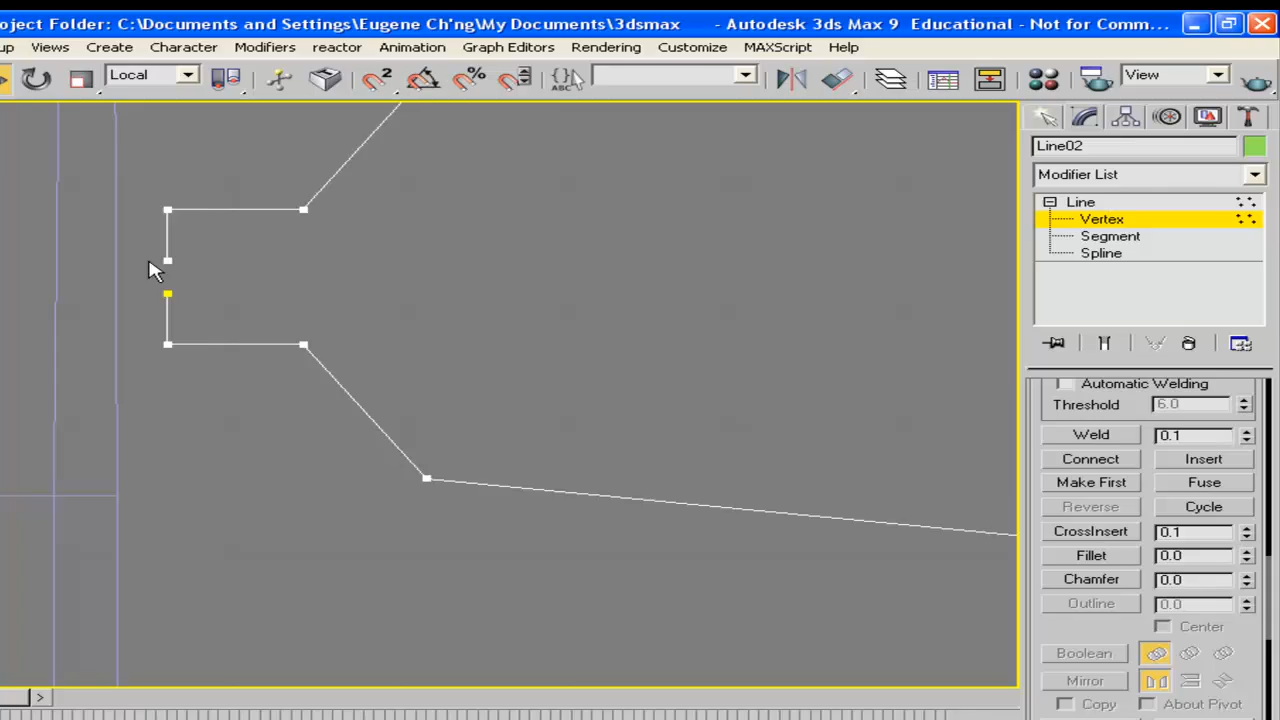 oject Folder: C:\Documents and Settings\Eugene Ch'ng\My Documents\3dsmax - Autodesk 3ds Max 9 Educational - Not for Comm...
up Views Create Character Modifiers reactor Animation Graph Editors Rendering Customize MAXScript Help
Local
2
%
{}
ABC
View
Line02
Modifier List
Line
Vertex
Segment
Spline
Automatic Welding
Threshold 6.0
Weld 0.1
Connect Insert
Make First Fuse
Reverse Cycle
CrossInsert 0.1
Fillet 0.0
Chamfer 0.0
Outline 0.0
Center
Boolean
Mirror
Copy About Pivot
>